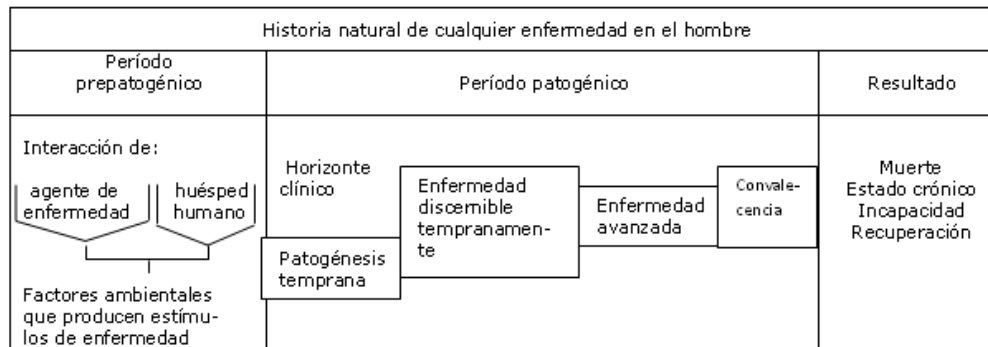 Historia natural de cualquier enfermedad en el hombre
Período
prepatogénico
Período patogénico
Resultado
Interacción de:
agente de
enfermedad
huésped
humano
Factores ambientales
que producen estímu-
los de enfermedad
Horizonte
clínico
Patogénesis
temprana
Enfermedad
discernible
tempranamen-
te
Enfermedad
avanzada
Convale-
cencia
Muerte
Estado crónico
Incapacidad
Recuperación